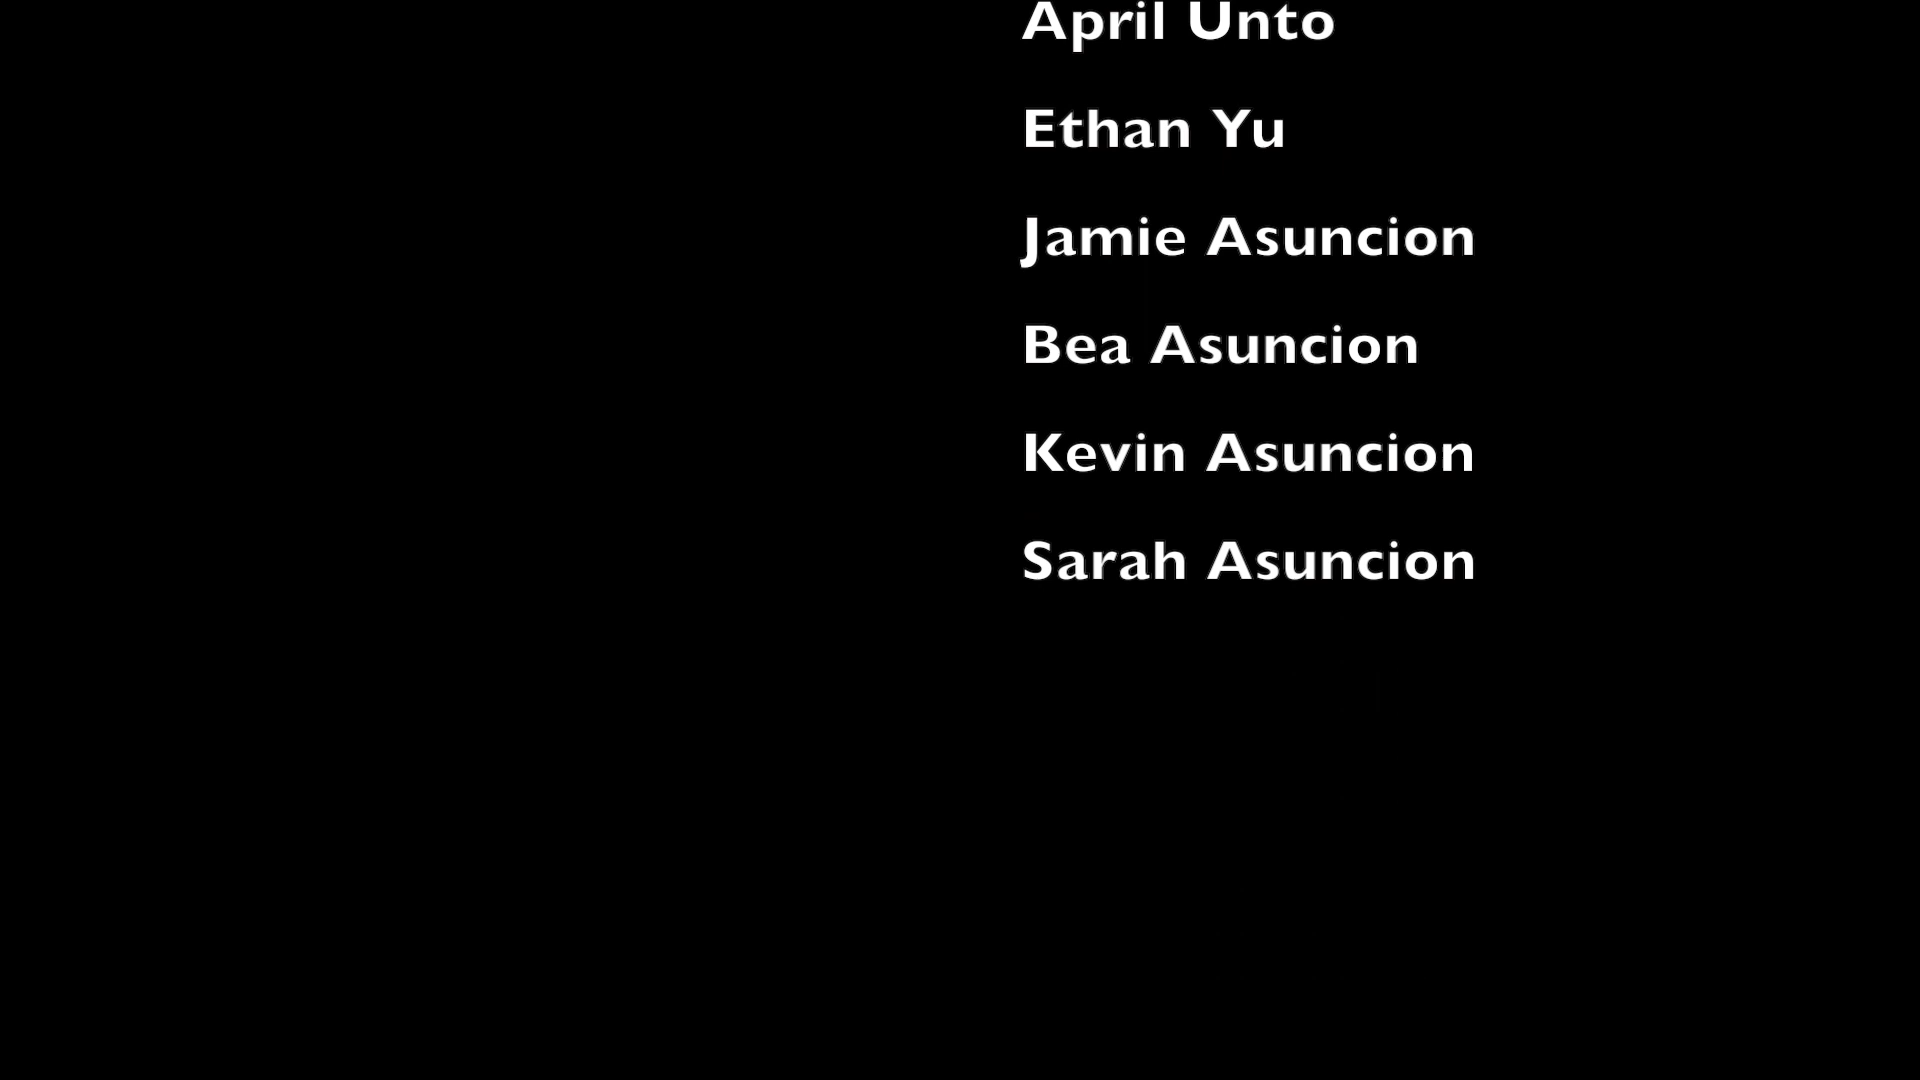 April Unto
Ethan Yu
Jamie Asuncion
Bea Asuncion
Kevin Asuncion
Sarah Asuncion